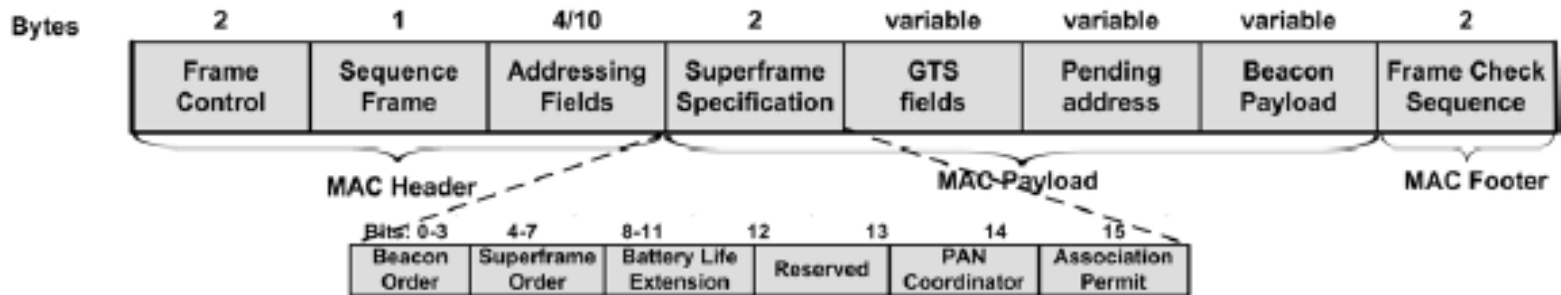 Bytes 2 1 4/10 2 variable variable variable 2
Frame Control Sequence Frame Addressing Fields Superframe Specification GTS fields Pending address Beacon Payload Frame Check Sequence
MAC Header MAC Payload MAC Footer
Bits: 0-3 4-7 8-11 12 13 14 15
Beacon Order Superframe Order Battery Life Extension Reserved PAN Coordinator Association Permit